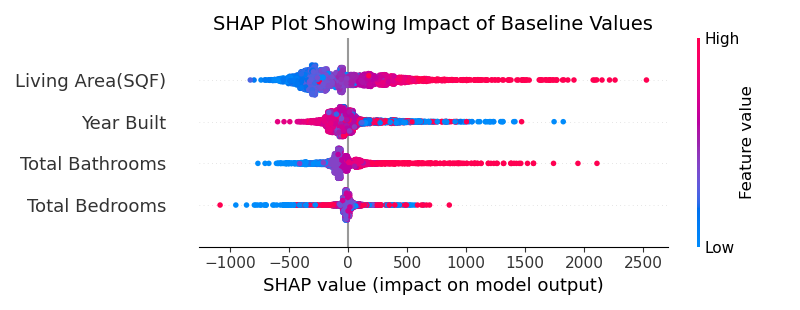 SHAP Plot Showing Impact of Baseline Values
High
Living Area(SQF)
Year Built
Total Bathrooms
Total Bedrooms
Feature value
Low
−1000 −500 0 500 1000 1500 2000 2500
SHAP value (impact on model output)